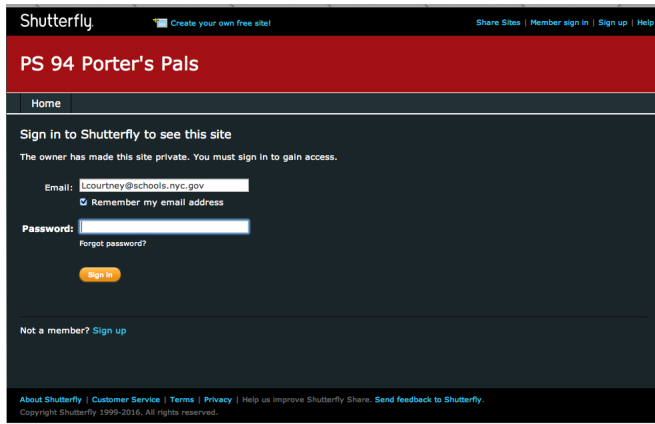 Shutterfly. Create your own free site! Share Sites | Member sign in | Sign up | Help
PS 94 Porter's Pals
Home
Sign in to Shutterfly to see this site
The owner has made this site private. You must sign in to gain access.
Email: Lcourtney@schools.nyc.gov
Remember my email address
Password:
Forgot password?
Sign in
Not a member? Sign up
About Shutterfly | Customer Service | Terms | Privacy | Help us improve Shutterfly Share. Send feedback to Shutterfly.
Copyright Shutterfly 1999-2016. All rights reserved.